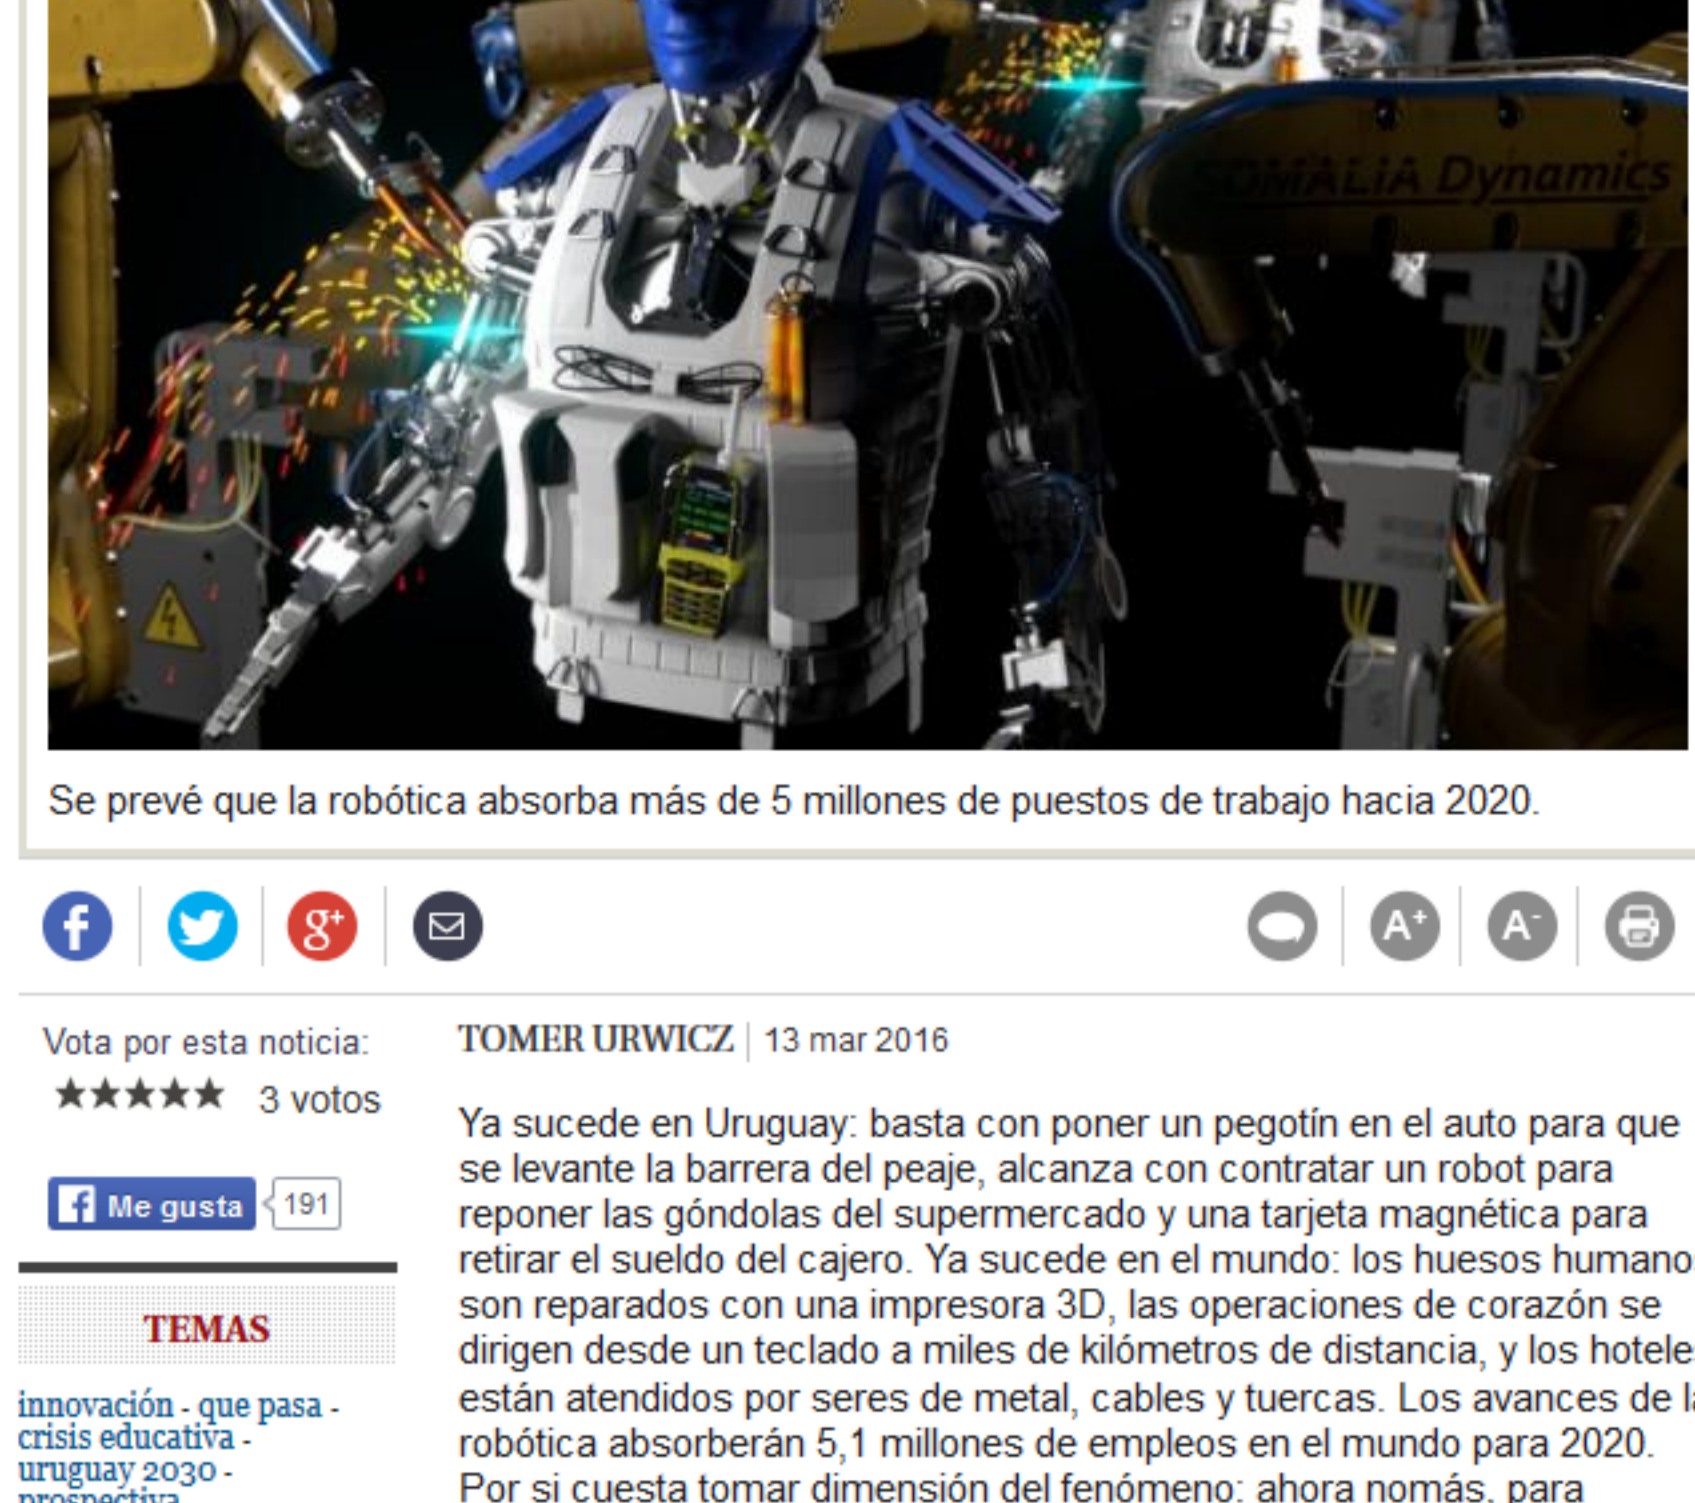 SOMALIA Dynamics
Se prevé que la robótica absorba más de 5 millones de puestos de trabajo hacia 2020.
f
g+
A+
A-
Vota por esta noticia:
3 votos
f Me gusta 191
TEMAS
innovación - que pasa -
crisis educativa -
uruguay 2030 -
prospectiva
TOMER URWICZ | 13 mar 2016
Ya sucede en Uruguay: basta con poner un pegotín en el auto para que
se levante la barrera del peaje, alcanza con contratar un robot para
reponer las góndolas del supermercado y una tarjeta magnética para
retirar el sueldo del cajero. Ya sucede en el mundo: los huesos humanos
son reparados con una impresora 3D, las operaciones de corazón se
dirigen desde un teclado a miles de kilómetros de distancia, y los hoteles
están atendidos por seres de metal, cables y tuercas. Los avances de la
robótica absorberán 5,1 millones de empleos en el mundo para 2020.
Por si cuesta tomar dimensión del fenómeno: ahora nomás, para